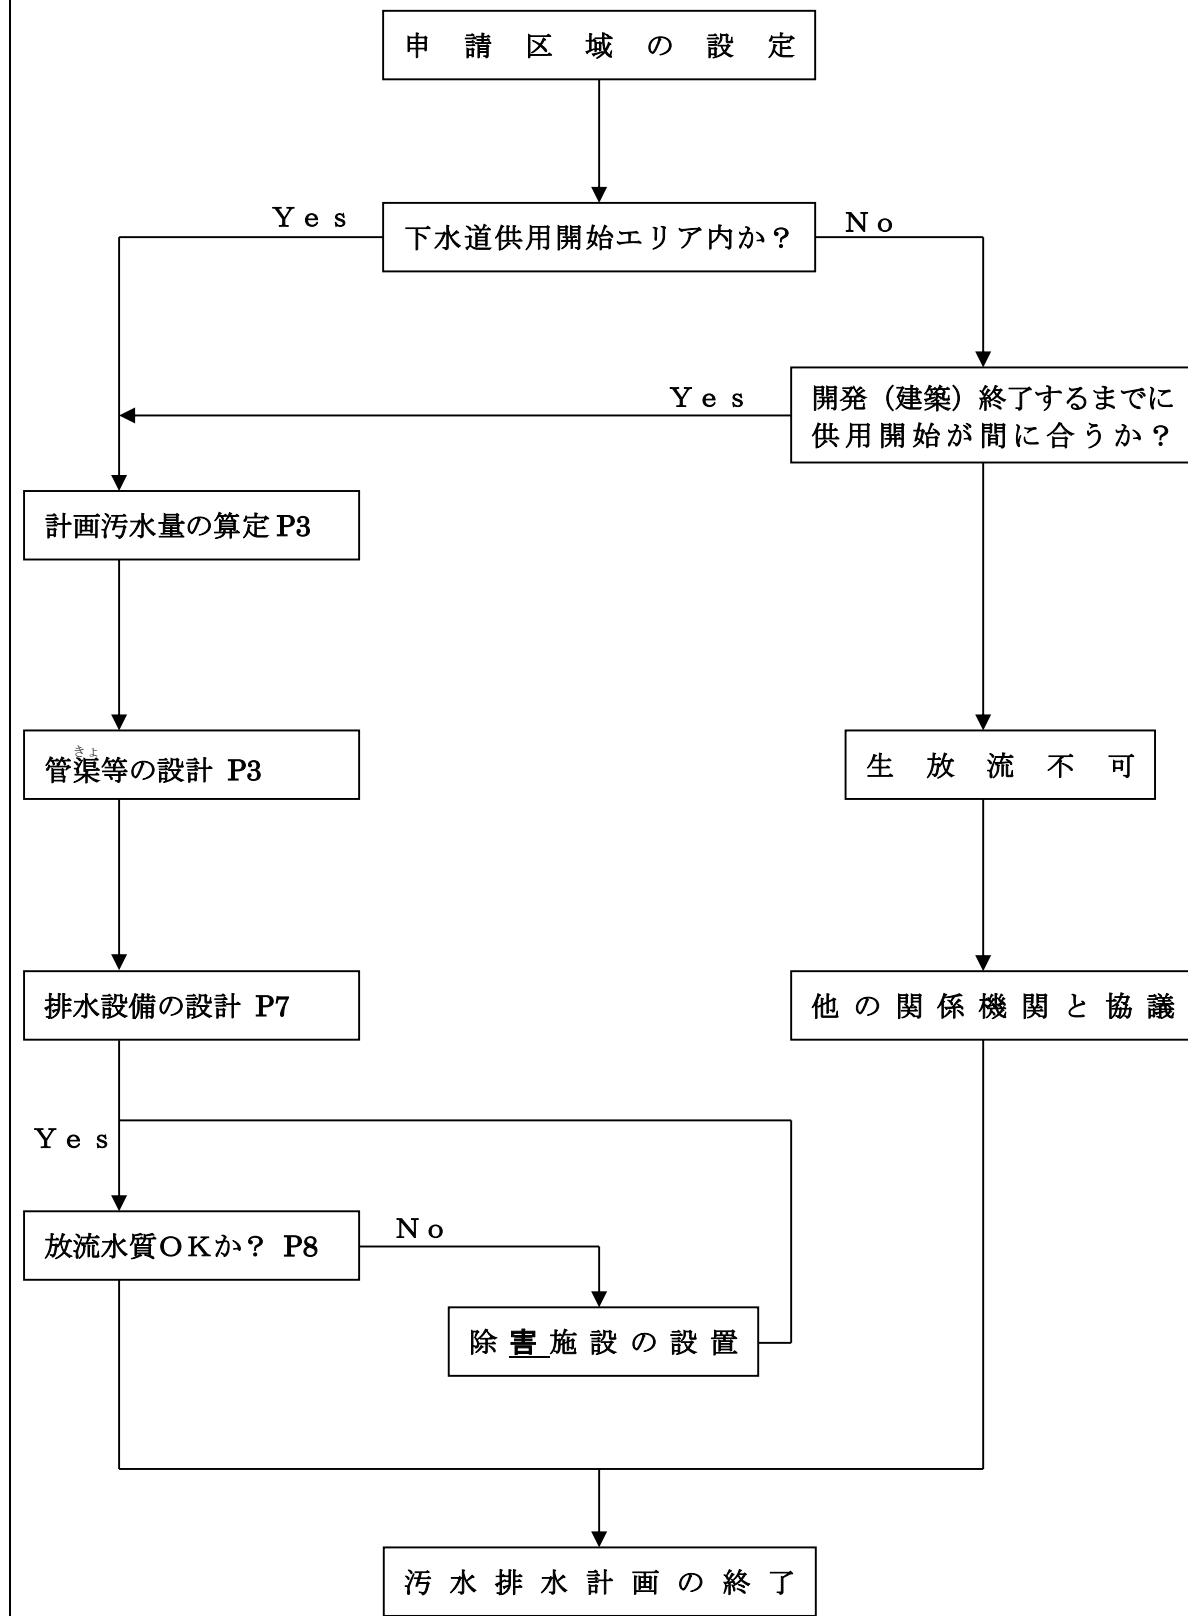 申請区域の設定
Yes
下水道供用開始エリア内か？
No
Yes
開発（建築）終了するまでに
供用開始が間に合うか？
計画汚水量の算定 P3
きょ
管渠等の設計 P3
生放流不可
排水設備の設計 P7
他の関係機関と協議
Yes
放流水質ＯＫか？ P8
No
除害施設の設置
汚水排水計画の終了